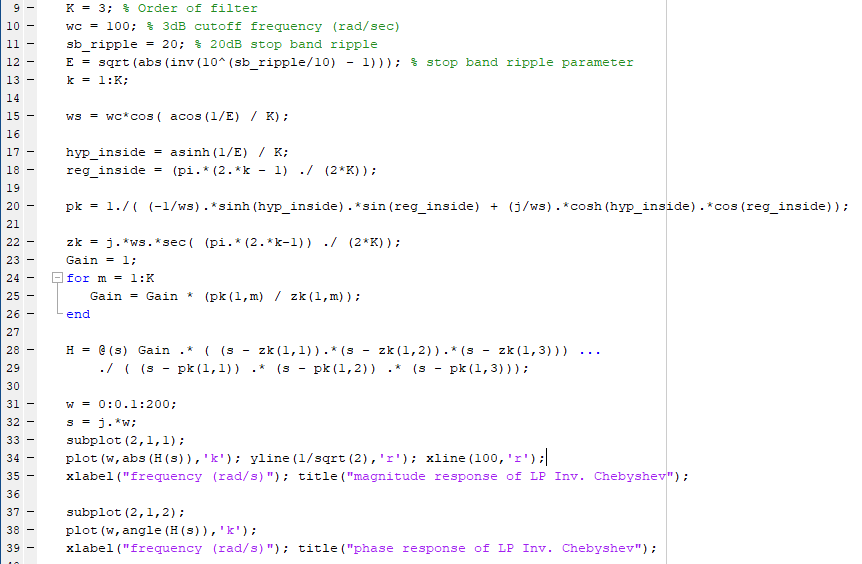 9 - K = 3; % Order of filter
10 - wc = 100; % 3dB cutoff frequency (rad/sec)
11 - sb_ripple = 20; % 20dB stop band ripple
12 - E = sqrt(abs(inv(10^(sb_ripple/10) - 1))); % stop band ripple parameter
13 - k = 1:K;
14
15 - ws = wc*cos( acos(1/E) / K);
16
17 - hyp_inside = asinh(1/E) / K;
18 - reg_inside = (pi.*(2.*k - 1) ./ (2*K));
19
20 - pk = 1./( (-1/ws).*sinh(hyp_inside).*sin(reg_inside) + (j/ws).*cosh(hyp_inside).*cos(reg_inside));
21
22 - zk = j.*ws.*sec( (pi.*(2.*k-1)) ./ (2*K));
23 - Gain = 1;
24 - for m = 1:K
25 - Gain = Gain * (pk(1,m) / zk(1,m));
26 - end
27
28 - H = @(s) Gain .* ( (s - zk(1,1)).*(s - zk(1,2)).*(s - zk(1,3))) ...
29 ./ ( (s - pk(1,1)) .* (s - pk(1,2)) .* (s - pk(1,3)));
30
31 - w = 0:0.1:200;
32 - s = j.*w;
33 - subplot(2,1,1);
34 - plot(w,abs(H(s)),'k'); yline(1/sqrt(2),'r'); xline(100,'r');
35 - xlabel("frequency (rad/s)"); title("magnitude response of LP Inv. Chebyshev");
36
37 - subplot(2,1,2);
38 - plot(w,angle(H(s)),'k');
39 - xlabel("frequency (rad/s)"); title("phase response of LP Inv. Chebyshev");